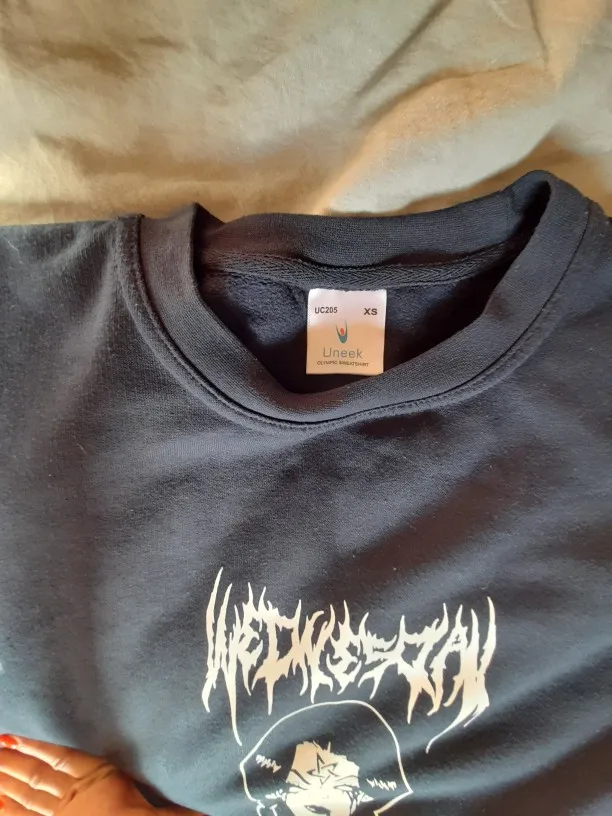 UC205 XS
Uneek
OLYMPIC SWEATSHIRT
WEDNESDAY